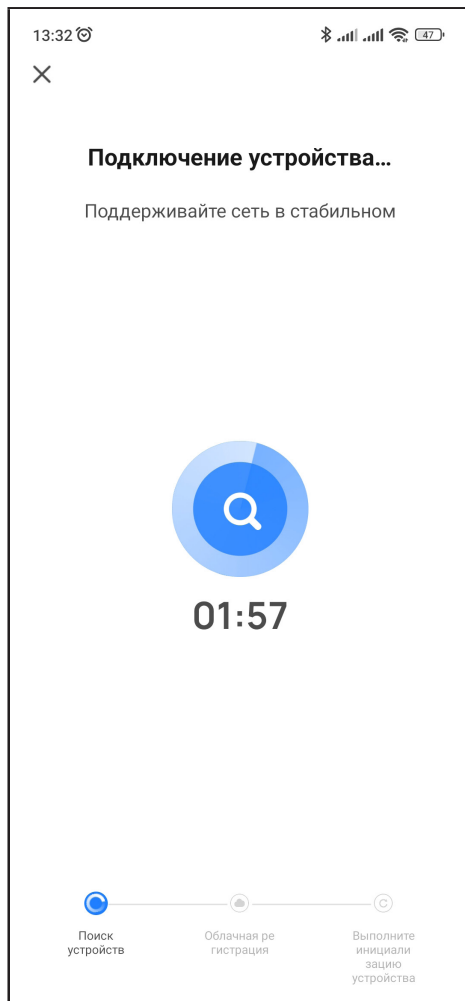 13:32
47
Подключение устройства...
Поддерживайте сеть в стабильном
01:57
Поиск
устройств
Облачная ре
гистрация
Выполните
инициали
зацию
устройства